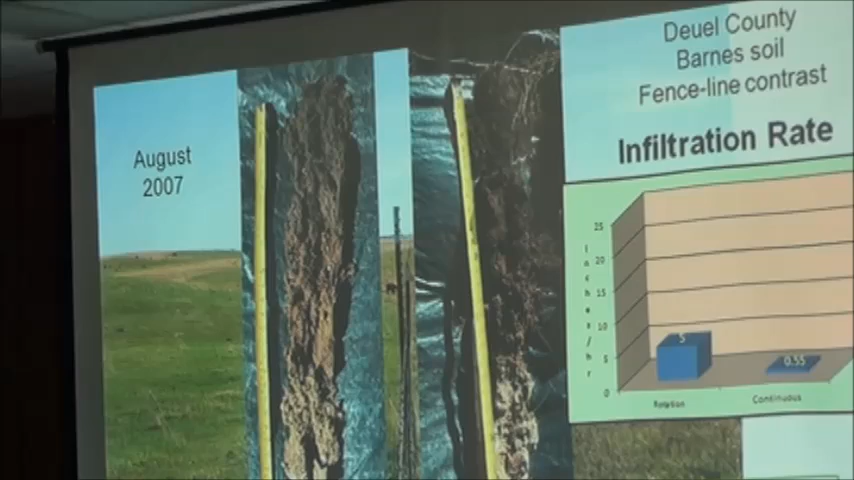 August
2007
Deuel County
Barnes soil
Fence-line contrast
Infiltration Rate
Inches/hr
25
20
15
10
5
0
5
0.55
Rotation
Continuous